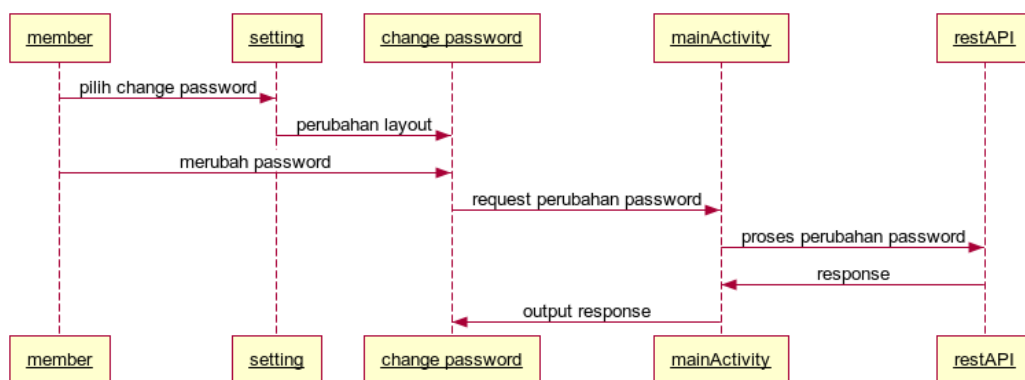 member setting change password mainActivity restAPI
pilih change password
perubahan layout
merubah password
request perubahan password
proses perubahan password
response
output response
member setting change password mainActivity restAPI